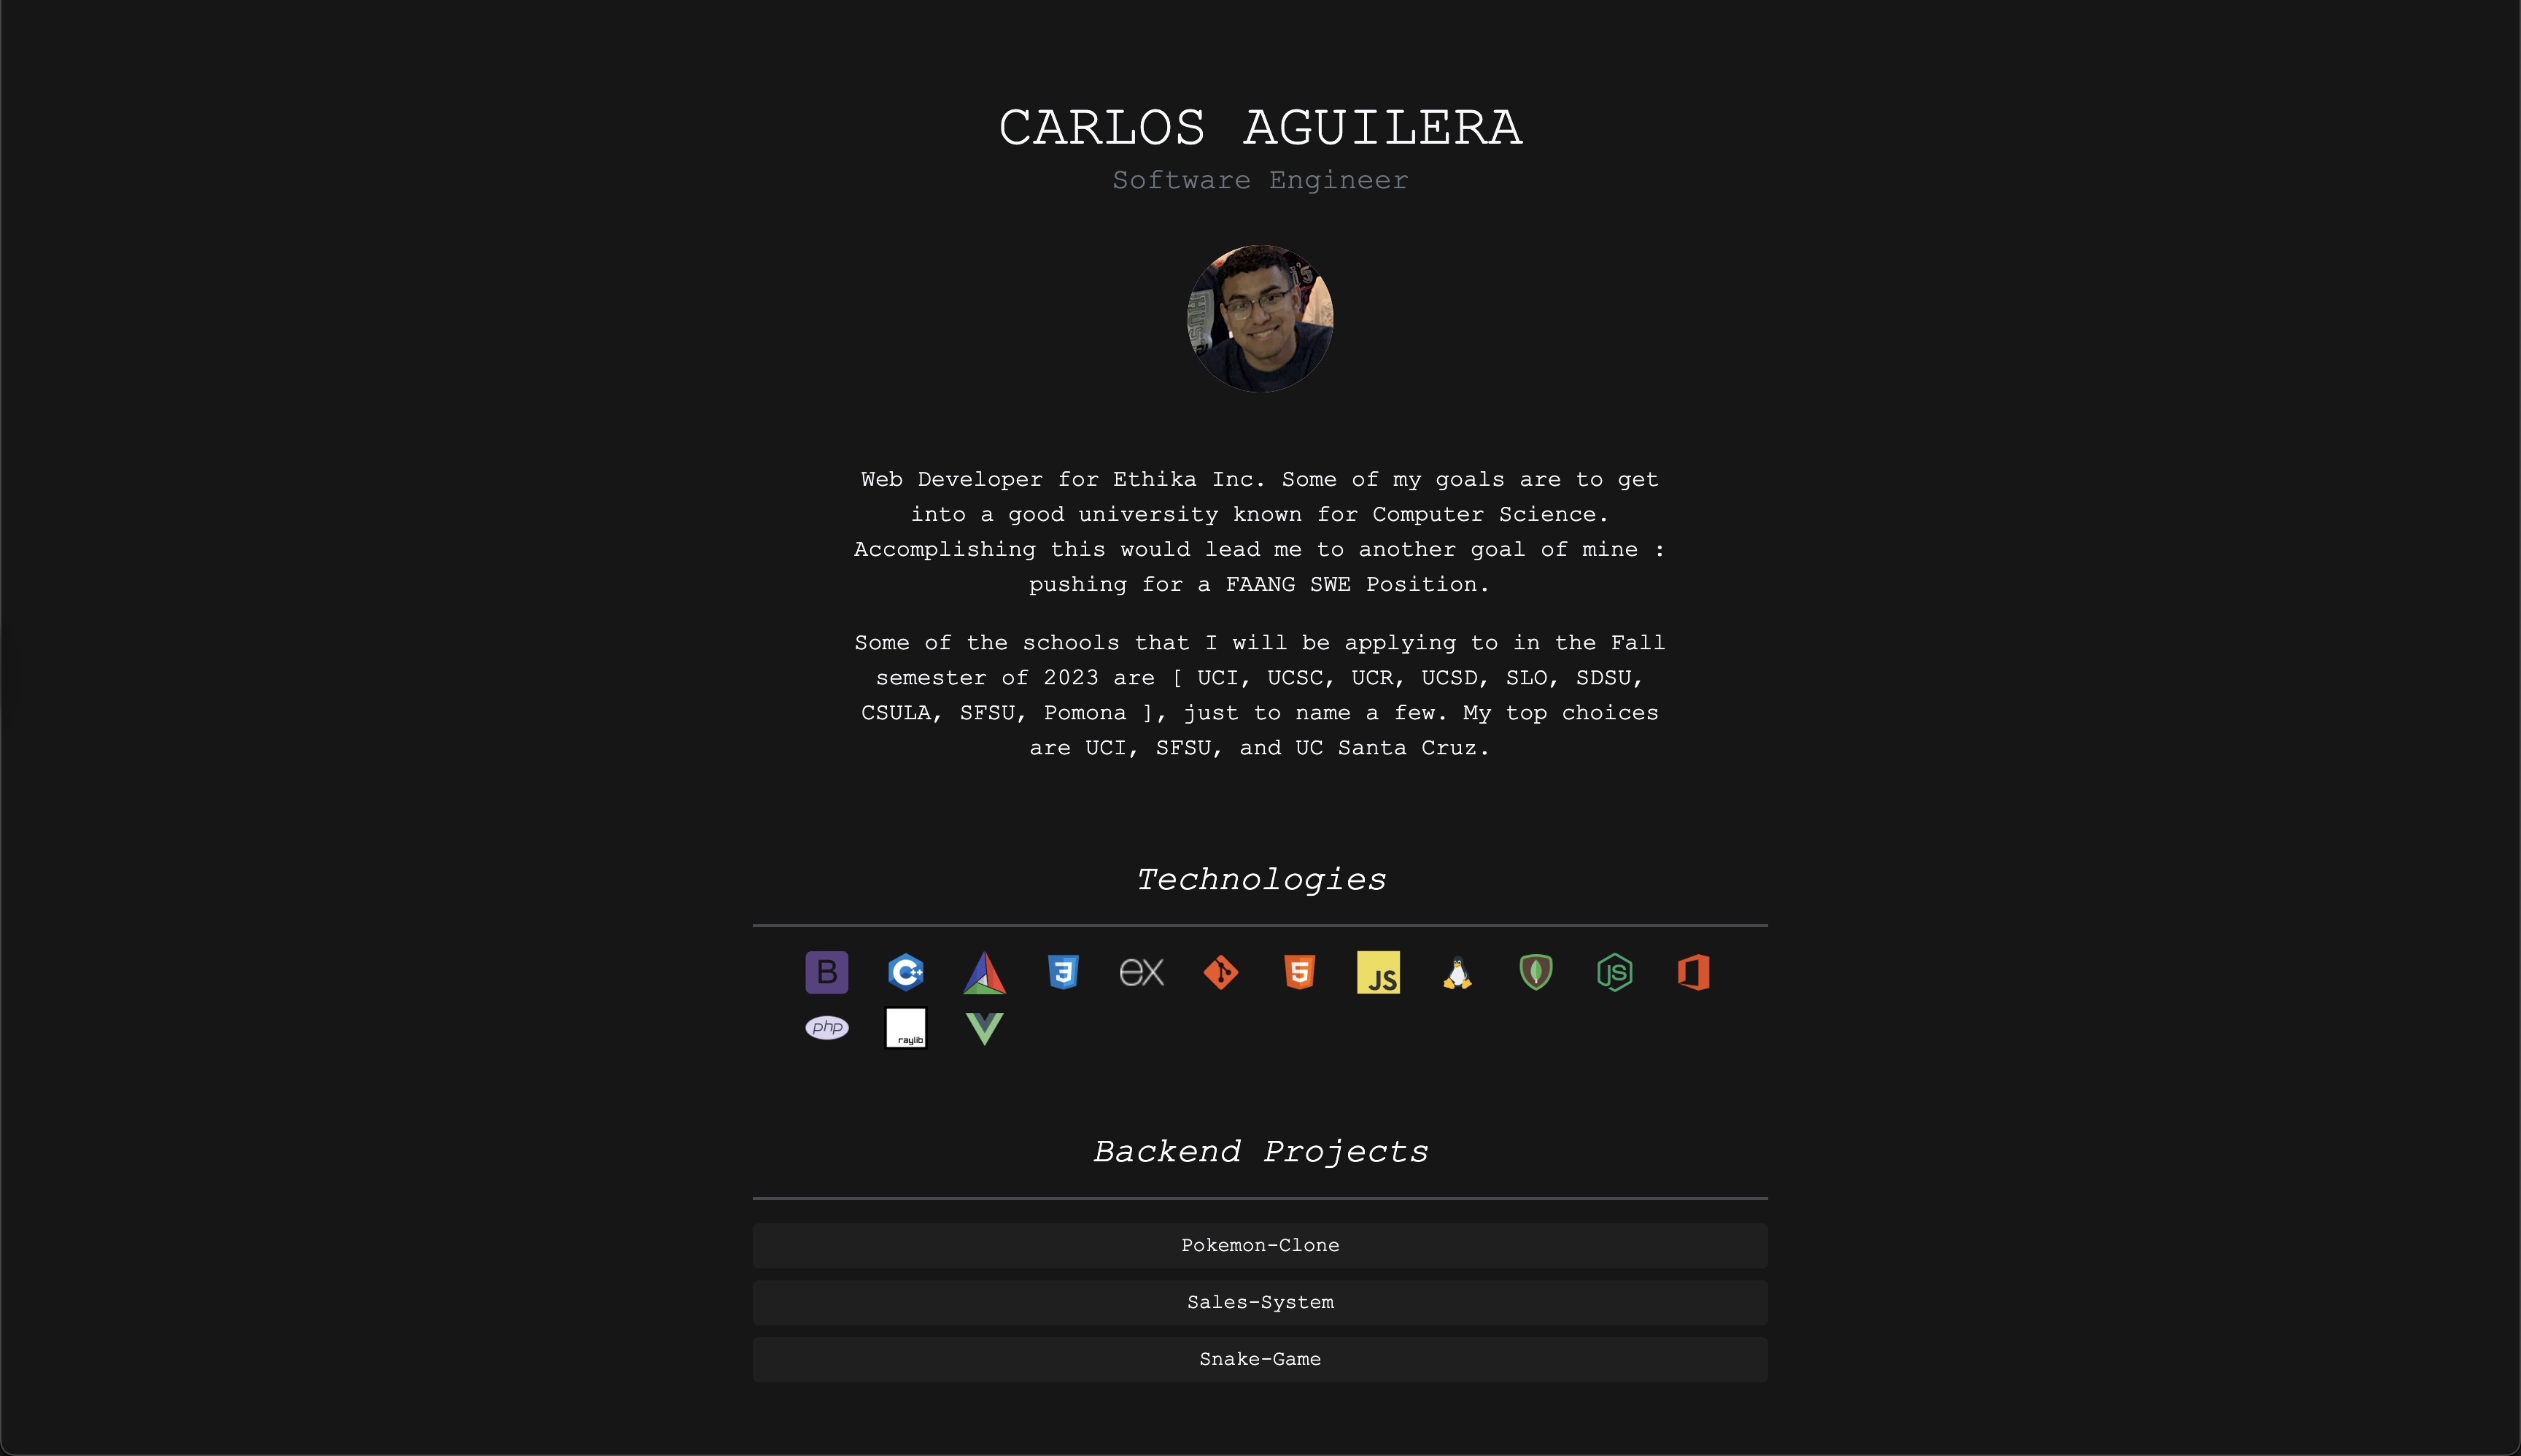 CARLOS AGUILERA
Software Engineer
Web Developer for Ethika Inc. Some of my goals are to get
into a good university known for Computer Science.
Accomplishing this would lead me to another goal of mine :
pushing for a FAANG SWE Position.
Some of the schools that I will be applying to in the Fall
semester of 2023 are [ UCI, UCSC, UCR, UCSD, SLO, SDSU,
CSULA, SFSU, Pomona ], just to name a few. My top choices
are UCI, SFSU, and UC Santa Cruz.
Technologies
B C++ 3 ex 5 JS JS
php raylib
Backend Projects
Pokemon-Clone
Sales-System
Snake-Game